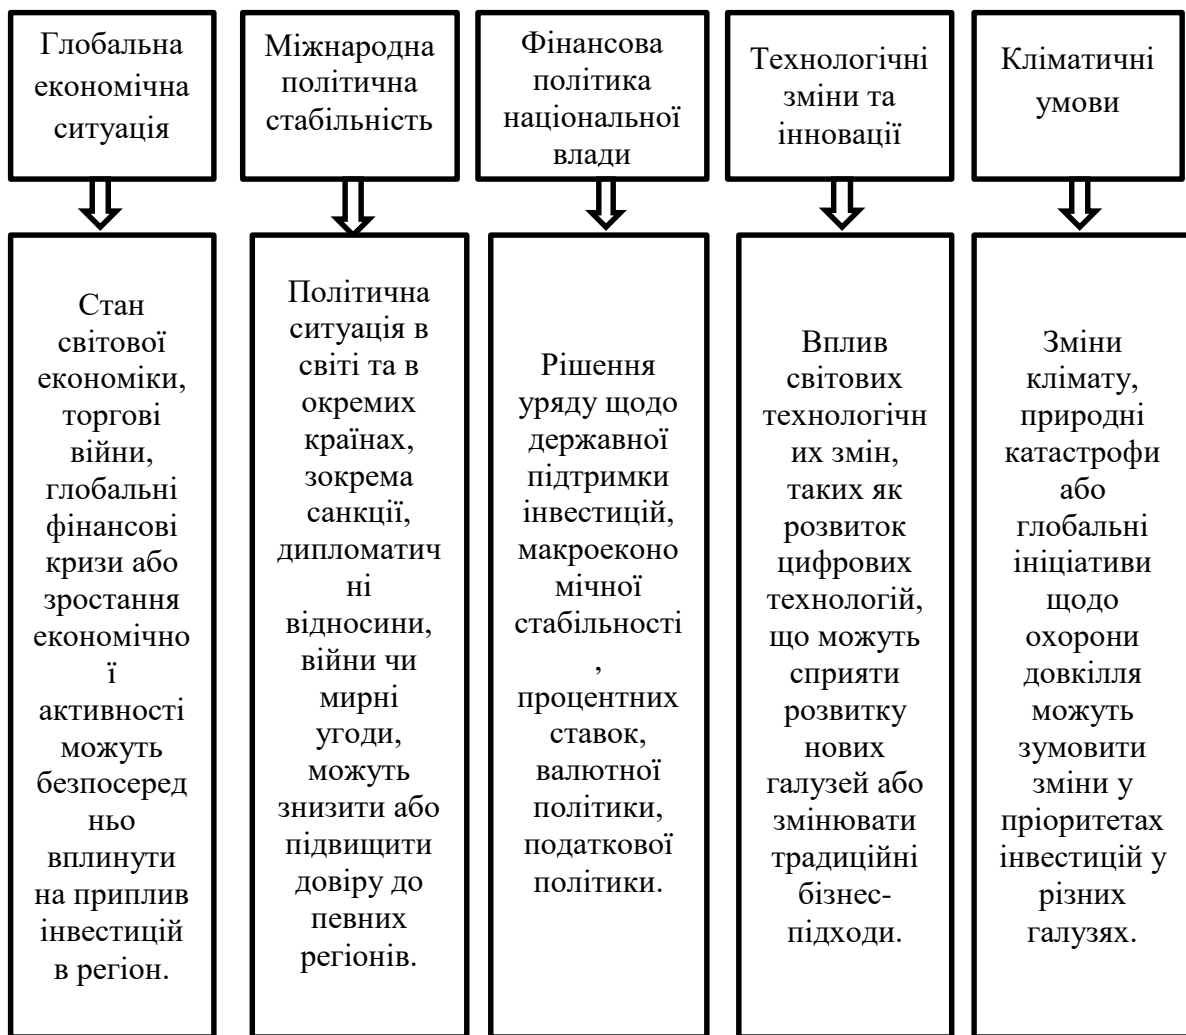 Глобальна
економічна
ситуація
Міжнародна
політична
стабільність
Фінансова
політика
національної
влади
Технологічні
зміни та
інновації
Кліматичні
умови
Стан
світової
економіки,
торгові
війни,
глобальні
фінансові
кризи або
зростання
економічно
ї
активності
можуть
безпосеред
ньо
вплинути
на приплив
інвестицій
в регіон.
Політична
ситуація в
світі та в
окремих
країнах,
зокрема
санкції,
дипломатич
ні
відносини,
війни чи
мирні
угоди,
можуть
знизити або
підвищити
довіру до
певних
регіонів.
Рішення
уряду щодо
державної
підтримки
інвестицій,
макроеконо
мічної
стабільності
,
процентних
ставок,
валютної
політики,
податкової
політики.
Вплив
світових
технологічн
их змін,
таких як
розвиток
цифрових
технологій,
що можуть
сприяти
розвитку
нових
галузей або
змінювати
традиційні
бізнес-
підходи.
Зміни
клімату,
природні
катастрофи
або
глобальні
ініціативи
щодо
охорони
довкілля
можуть
зумовити
зміни у
пріоритетах
інвестицій у
різних
галузях.